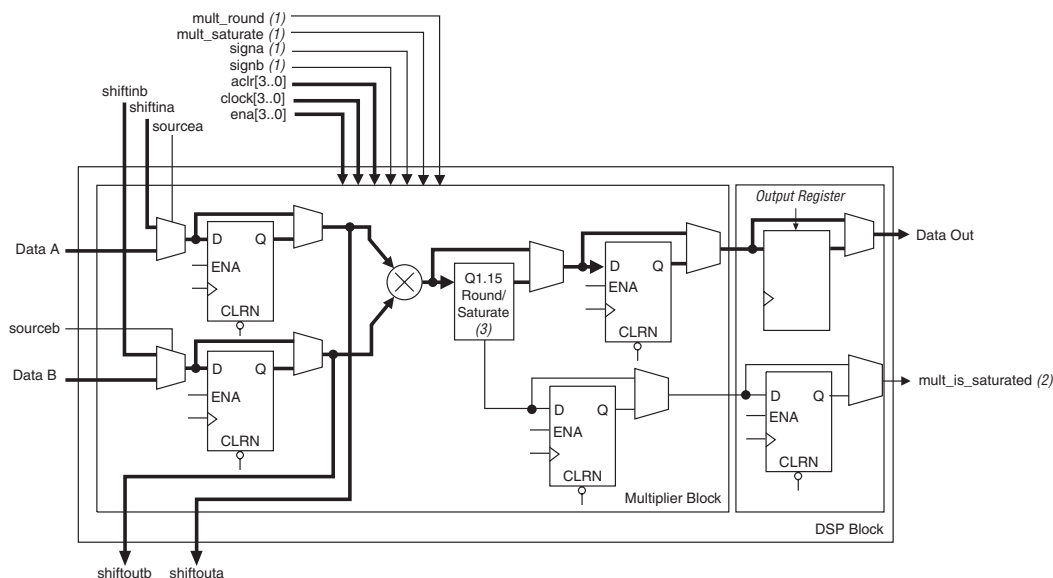 mult_round (1)
mult_saturate (1)
signa (1)
signb (1)
aclr[3..0]
clock[3..0]
ena[3..0]
shiftinb
shiftina
sourcea
Data A
D Q
ENA
CLRN
sourceb
Data B
D Q
ENA
CLRN
Q1.15
Round/
Saturate
(3)
D Q
ENA
CLRN
D Q
ENA
CLRN
Multiplier Block
Output Register
Data Out
D Q
ENA
CLRN
mult_is_saturated (2)
DSP Block
shiftoutb
shiftouta